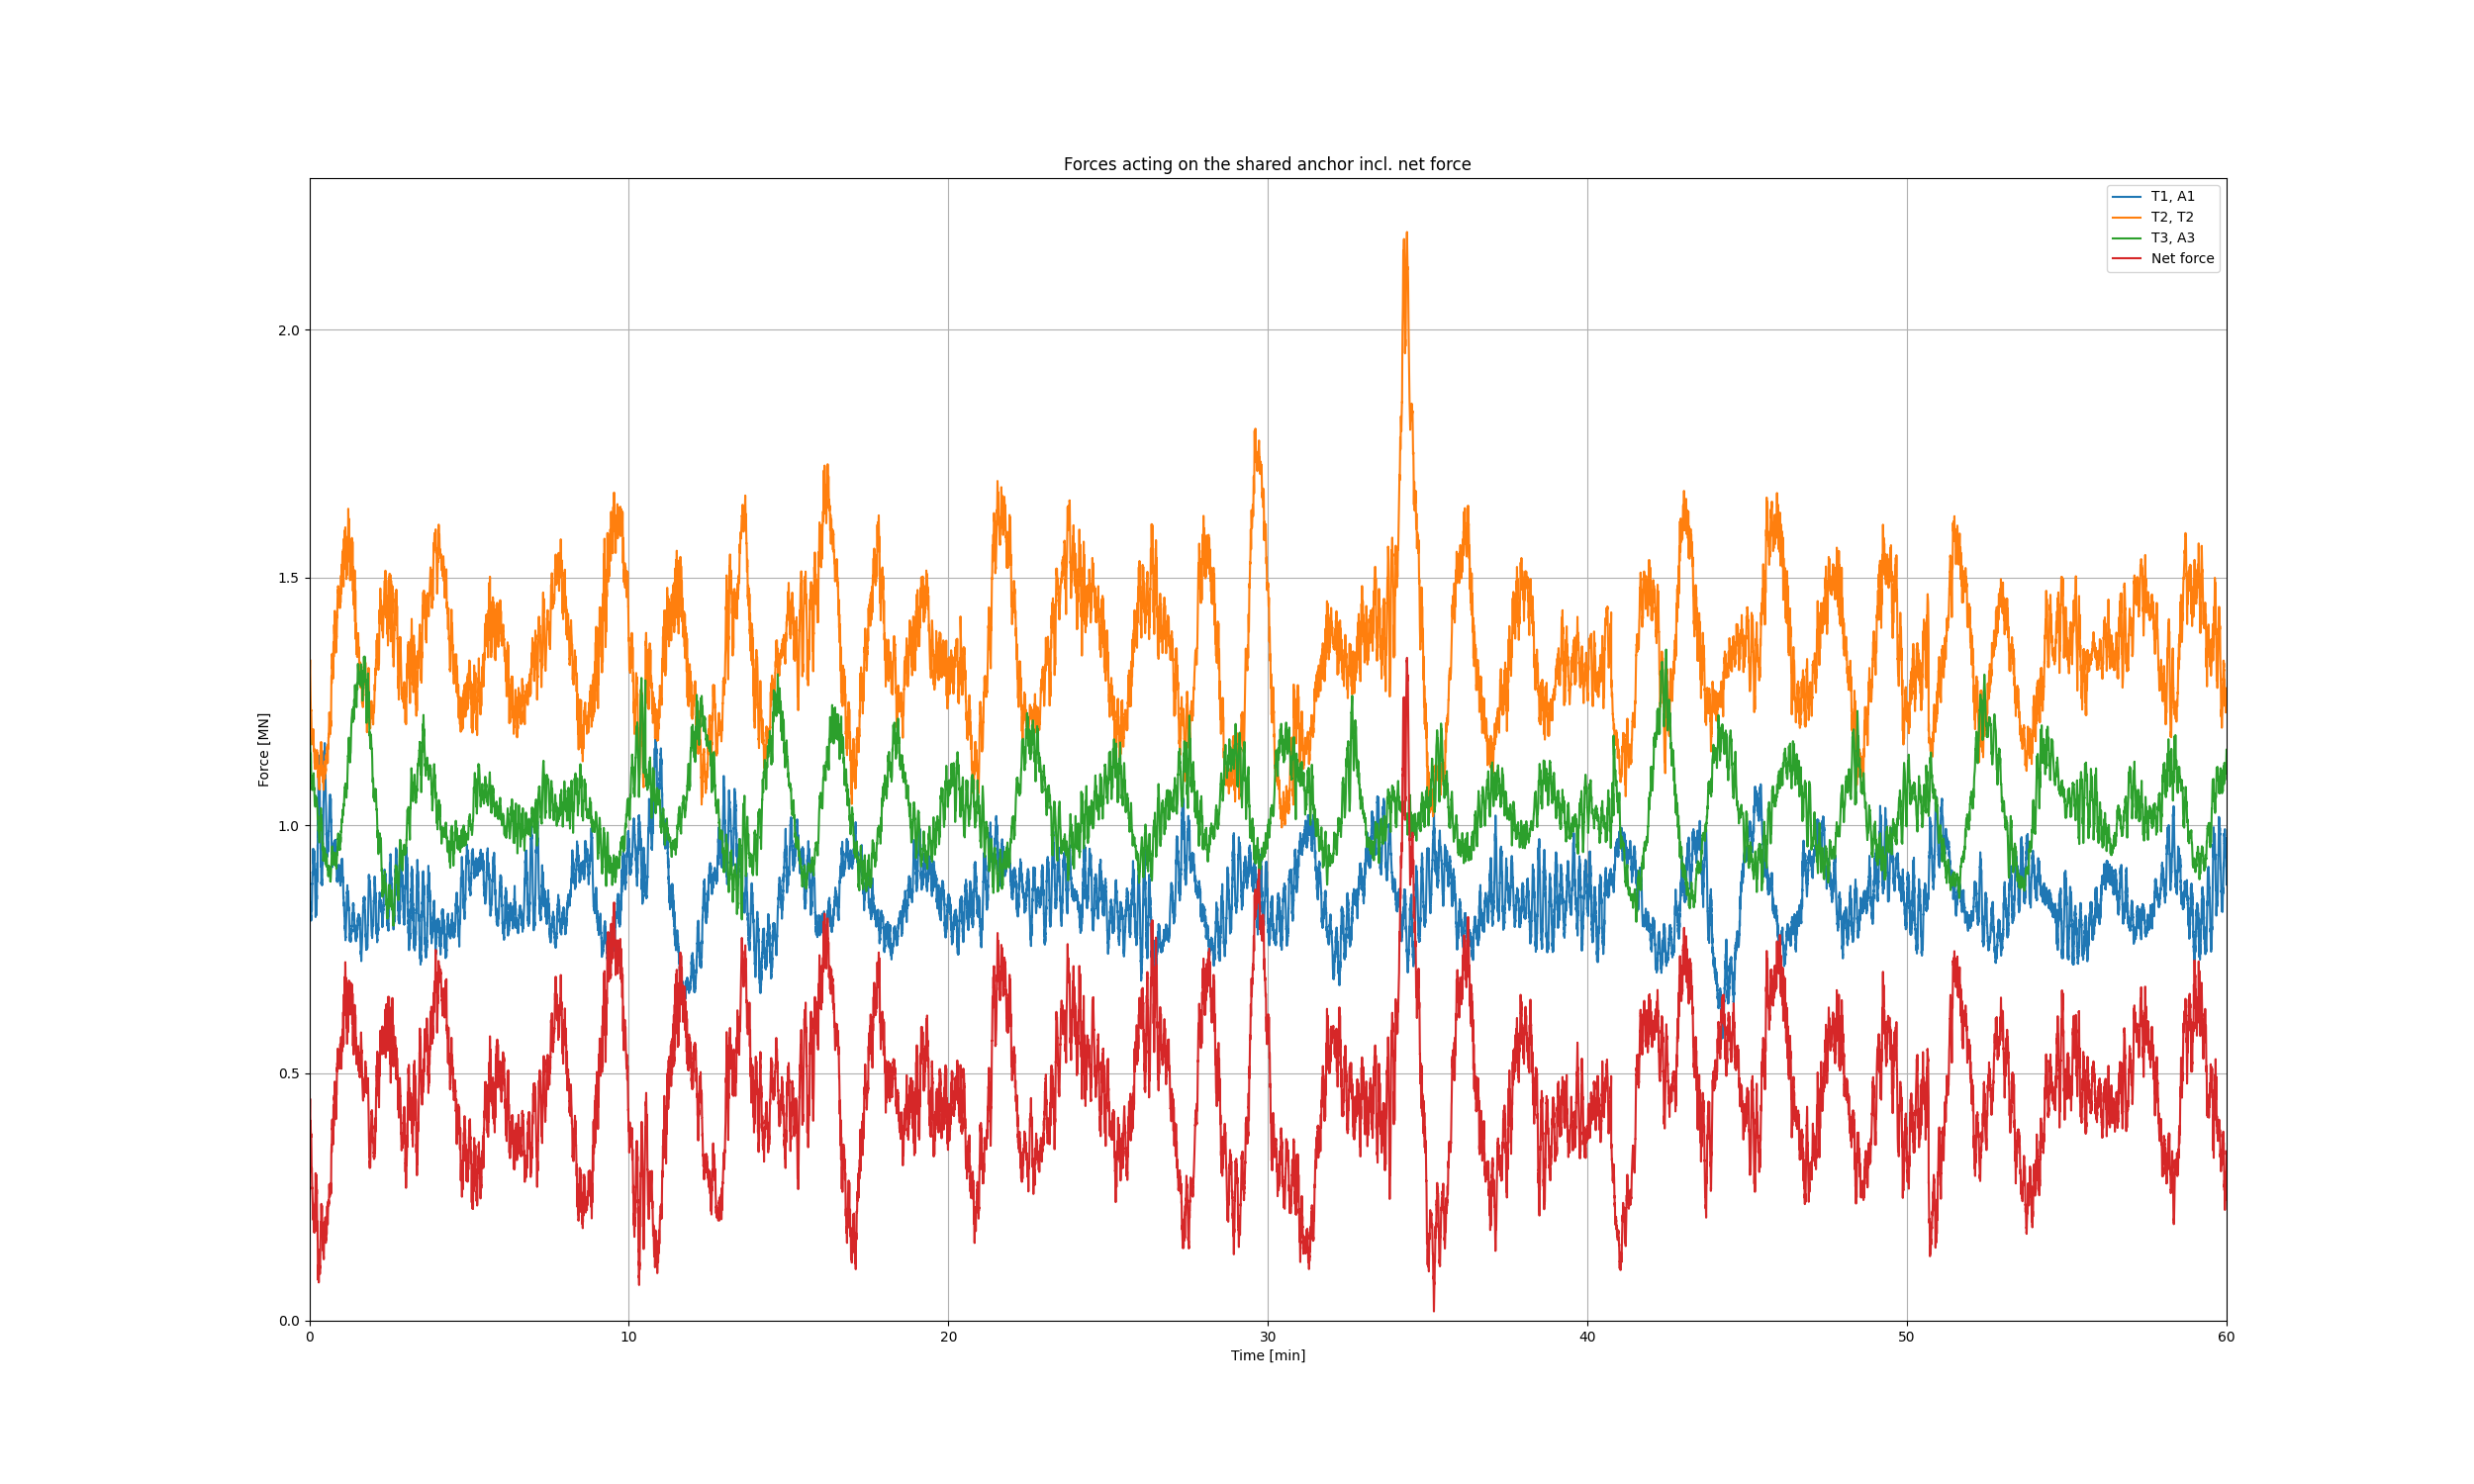 Forces acting on the shared anchor incl. net force
T1, A1
T2, T2
T3, A3
Net force
2.0
1.5
1.0
0.5
0.0
Force [MN]
0 10 20 30 40 50 60
Time [min]